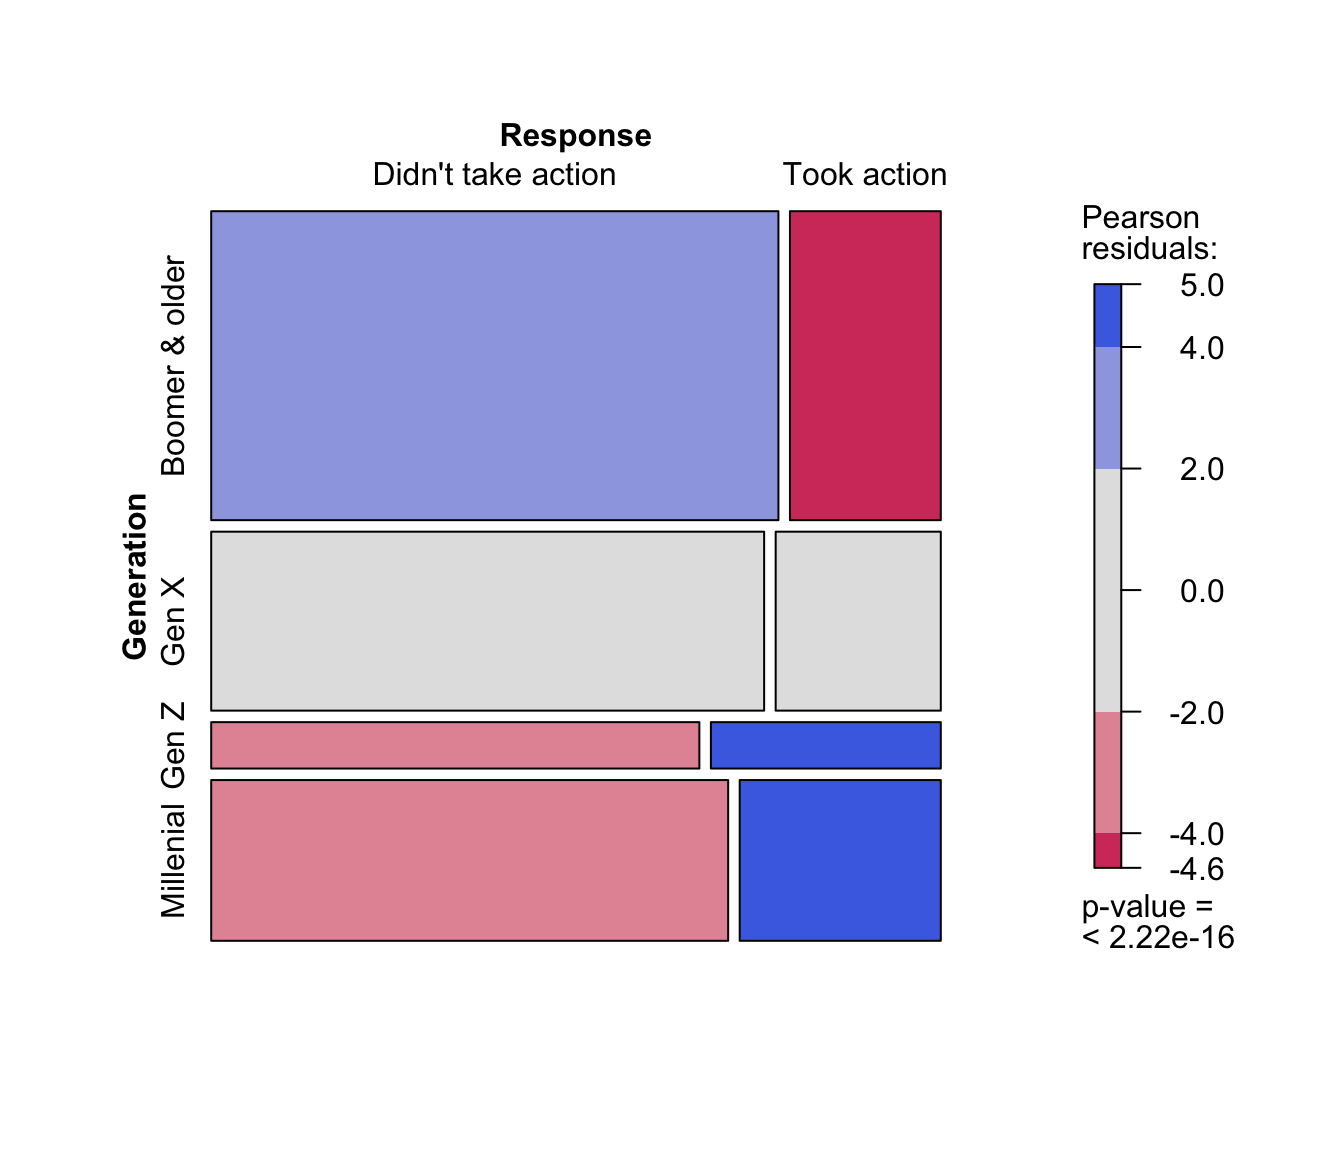 Response
Didn't take action
Took action
Generation
Boomer & older
Gen X
Gen Z
Millenial
Pearson
residuals:
5.0
4.0
2.0
0.0
-2.0
-4.0
-4.6
p-value =
< 2.22e-16